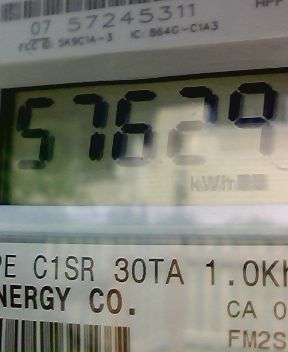 07 57245311
FCC ID: SK9C1A-3 IC: 864G-C1A3
57629
kWh
PE C1SR 30TA 1.0Kh
NERGY CO. CA 0
FM2S